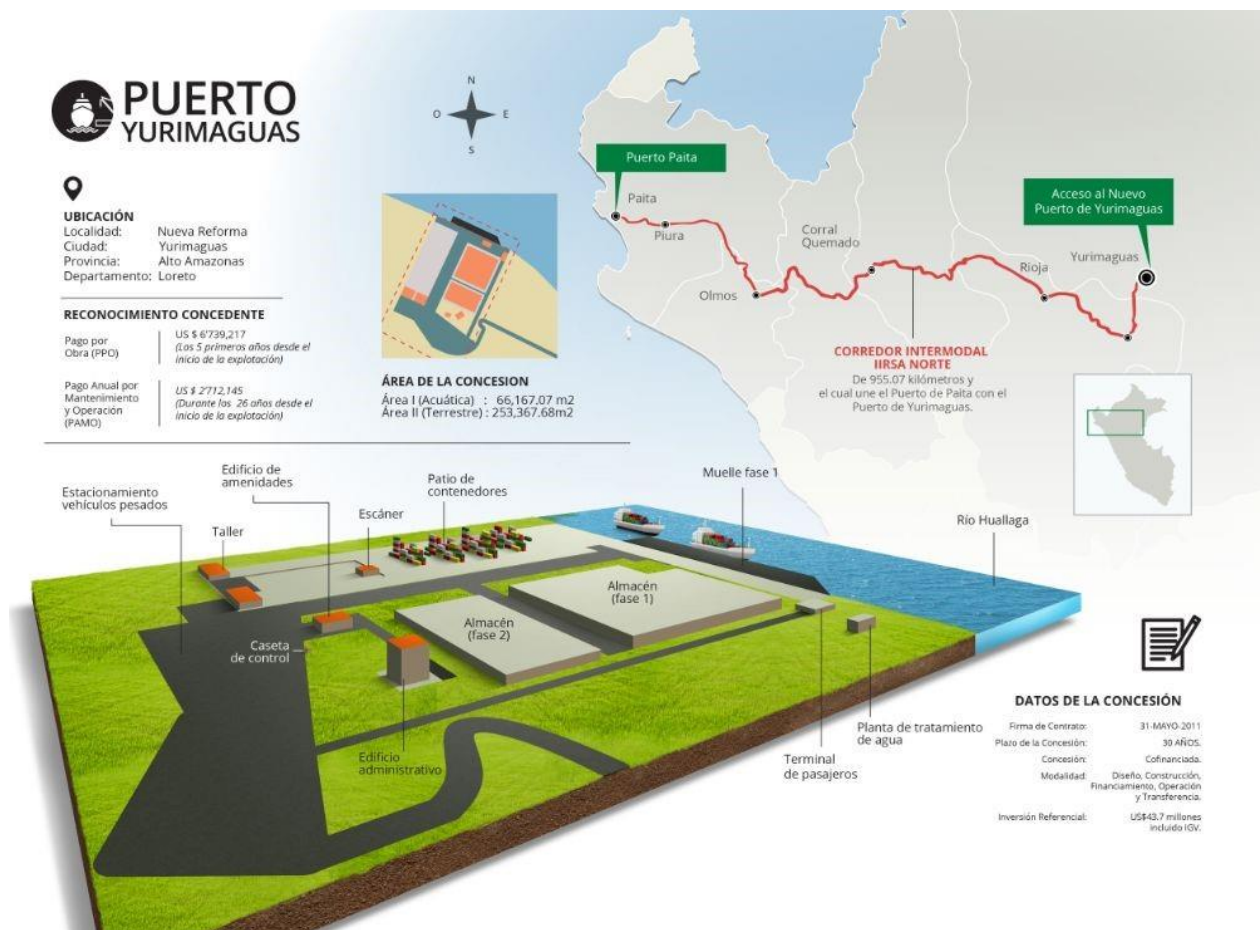 PUERTO
YURIMAGUAS
N
O
E
S
UBICACIÓN
Localidad: Nueva Reforma
Ciudad: Yurimaguas
Provincia: Alto Amazonas
Departamento: Loreto
RECONOCIMIENTO CONCEDENTE
Pago por
Obra (PPO)
US $ 6'739,217
(Los 5 primeros años desde el
inicio de la explotación)
Pago Anual por
Mantenimiento
y Operación
(PAMO)
US $ 2'712,145
(Durante los 26 años desde el
inicio de la explotación)
ÁREA DE LA CONCESION
Área I (Acuática) : 66,167.07 m2
Área II (Terrestre) : 253,367.68m2
Puerto Paita
Paita
Piura
Olmos
Corral
Quemado
Rioja
Yurimaguas
Acceso al Nuevo
Puerto de Yurimaguas
CORREDOR INTERMODAL
IIRSA NORTE
De 955.07 kilómetros y
el cual une el Puerto de Paita con el
Puerto de Yurimaguas.
Estacionamiento
vehículos pesados
Taller
Edificio de
amenidades
Escáner
Patio de
contenedores
Muelle fase 1
Río Huallaga
Almacén
(fase 1)
Almacén
(fase 2)
Caseta
de control
Edificio
administrativo
Terminal
de pasajeros
Planta de tratamiento
de agua
DATOS DE LA CONCESIÓN
Firma de Contrato: 31-MAYO-2011
Plazo de la Concesión: 30 AÑOS.
Concesión: Cofinanciada.
Modalidad: Diseño, Construcción,
Financiamiento, Operación
y Transferencia.
Inversión Referencial: US$43.7 millones
incluido IGV.